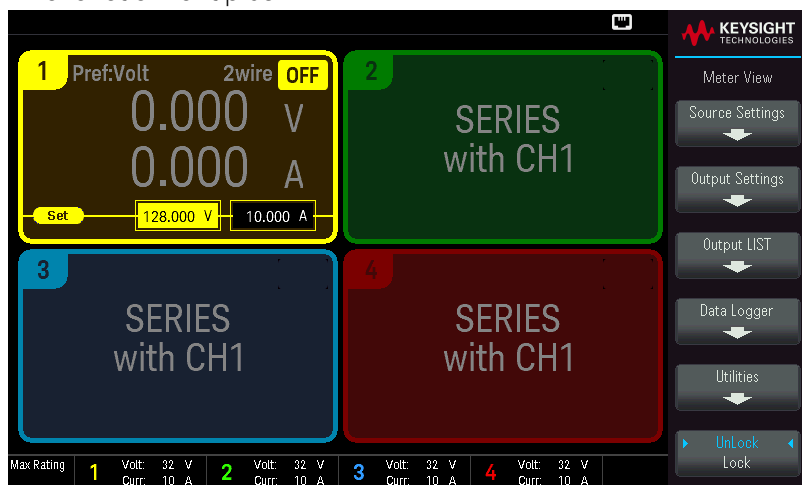 KEYSIGHT
TECHNOLOGIES
Meter View
1 Pref:Volt 2wire OFF
0.000 V
0.000 A
Set 128.000 V 10.000 A
2
SERIES
with CH1
3
SERIES
with CH1
4
SERIES
with CH1
Source Settings
Output Settings
Output LIST
Data Logger
Utilities
UnLock
Lock
Max Rating 1 Volt: 32 V 2 Volt: 32 V 3 Volt: 32 V 4 Volt: 32 V
Curr: 10 A Curr: 10 A Curr: 10 A Curr: 10 A